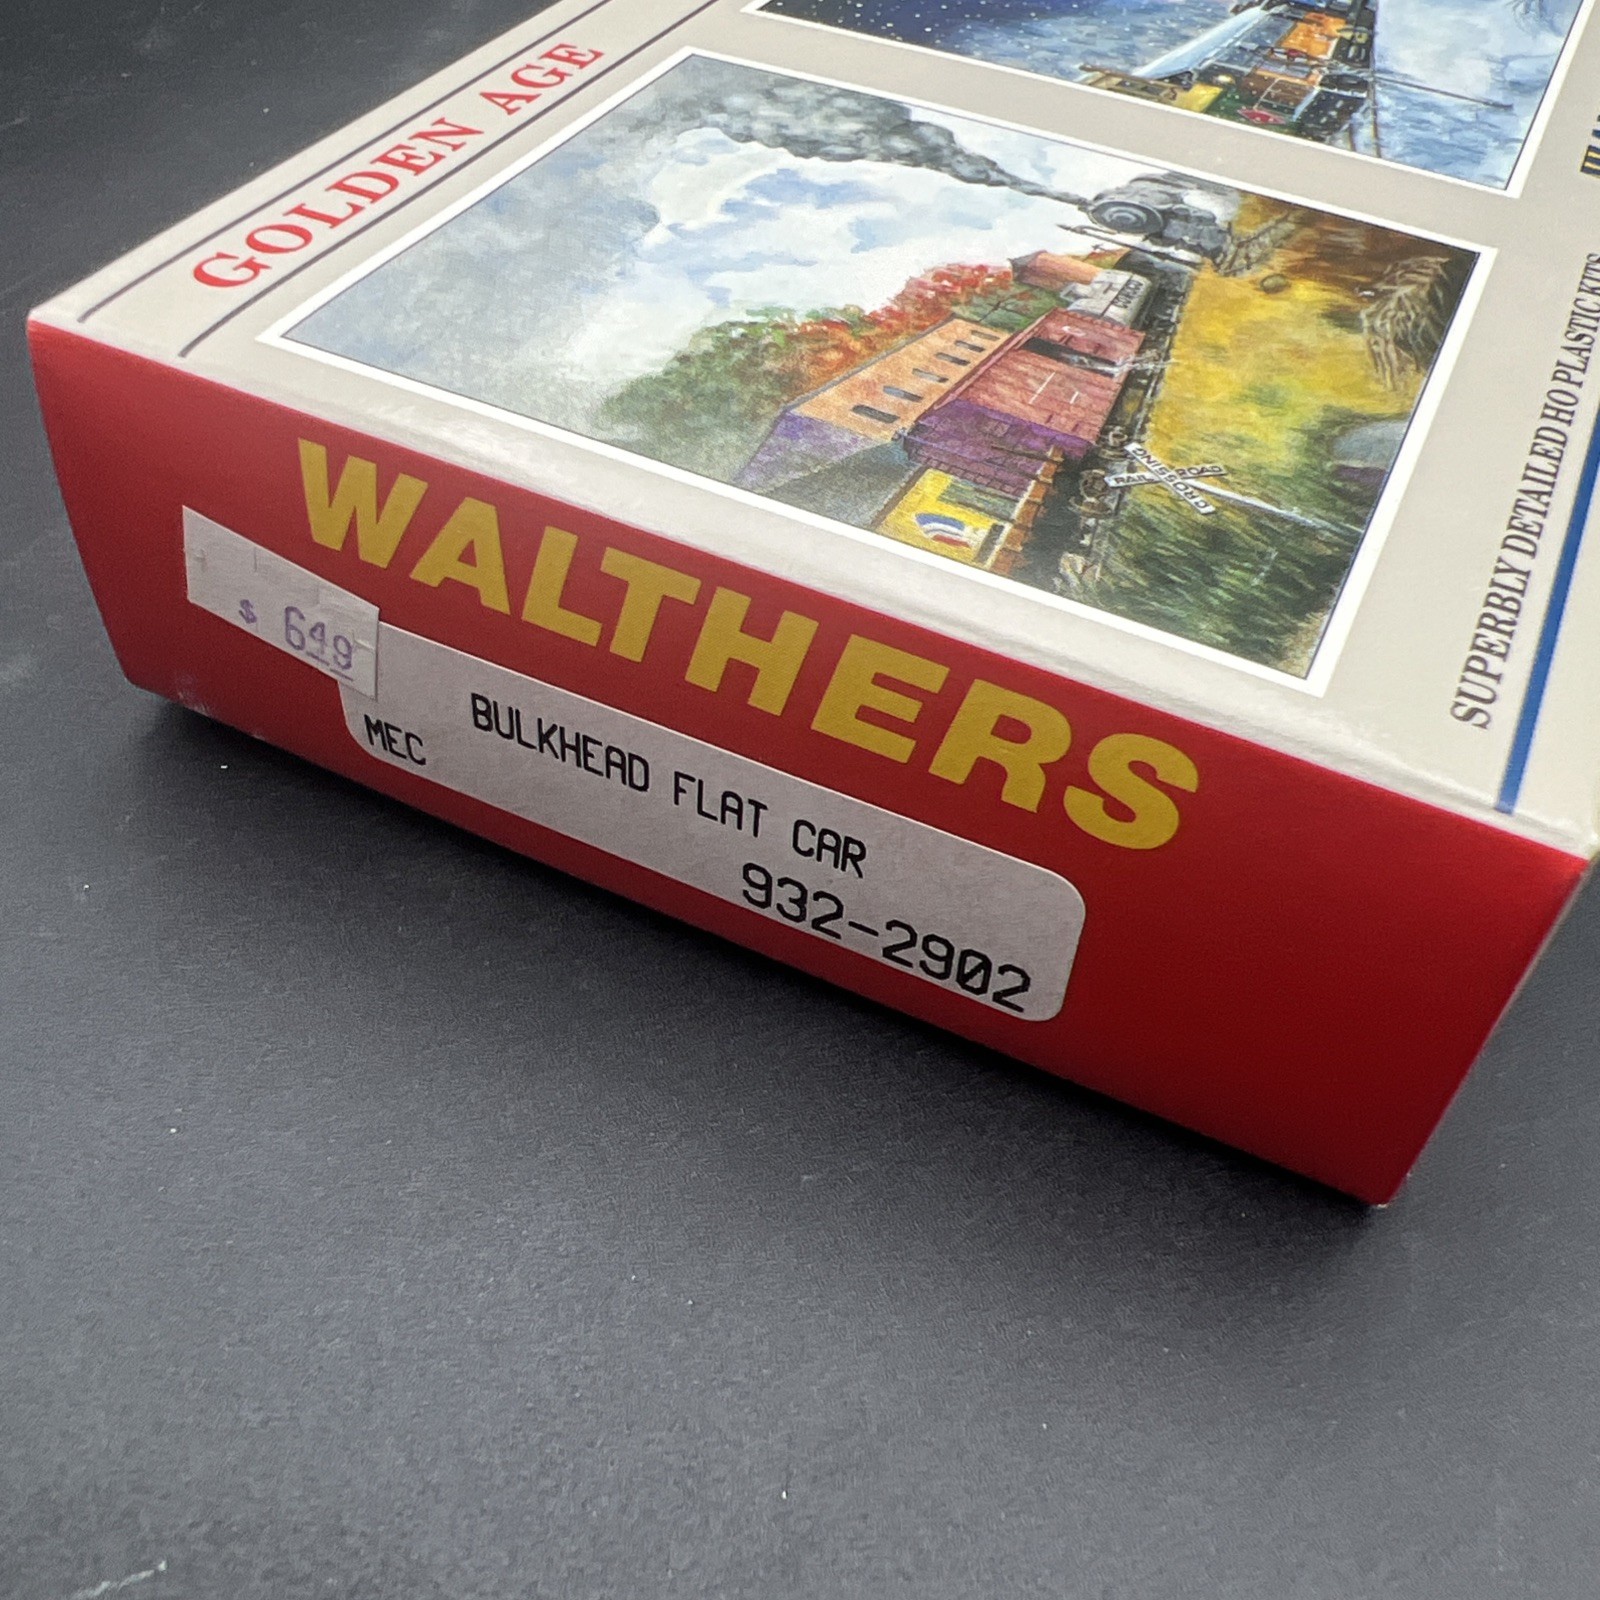 GOLDEN AGE
SUPERBLY DETAILED HO PLASTIC KITS
RAILROAD
CROSSING
WALTHERS
$ 649
BULKHEAD FLAT CAR
MEC
932-2902